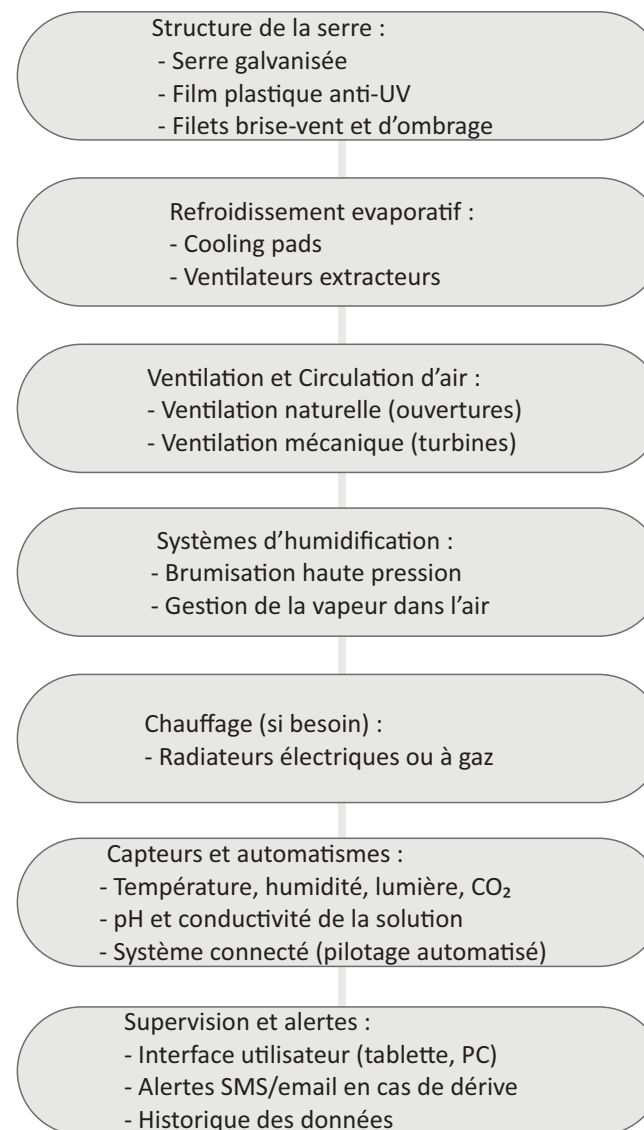 Structure de la serre :
- Serre galvanisée
- Film plastique anti-UV
- Filets brise-vent et d’ombrage
Refroidissement evaporatif :
- Cooling pads
- Ventilateurs extracteurs
Ventilation et Circulation d’air :
- Ventilation naturelle (ouvertures)
- Ventilation mécanique (turbines)
Systèmes d’humidification :
- Brumisation haute pression
- Gestion de la vapeur dans l’air
Chauffage (si besoin) :
- Radiateurs électriques ou à gaz
Capteurs et automatismes :
- Température, humidité, lumière, CO₂
- pH et conductivité de la solution
- Système connecté (pilotage automatisé)
Supervision et alertes :
- Interface utilisateur (tablette, PC)
- Alertes SMS/email en cas de dérive
- Historique des données